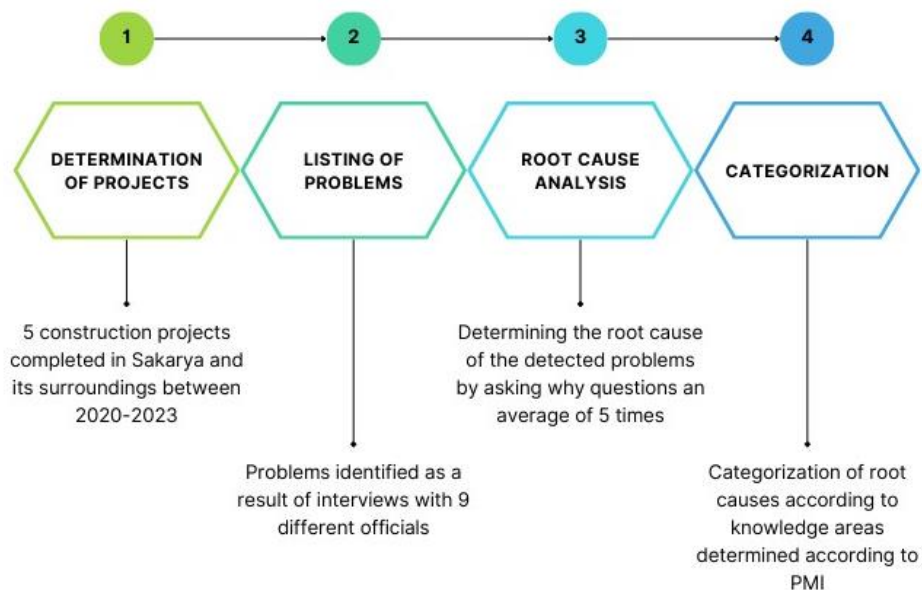 1
2
3
4
DETERMINATION
OF PROJECTS
LISTING OF
PROBLEMS
ROOT CAUSE
ANALYSIS
CATEGORIZATION
5 construction projects
completed in Sakarya and
its surroundings between
2020-2023
Problems identified as a
result of interviews with 9
different officials
Determining the root cause
of the detected problems
by asking why questions an
average of 5 times
Categorization of root
causes according to
knowledge areas
determined according to
PMI